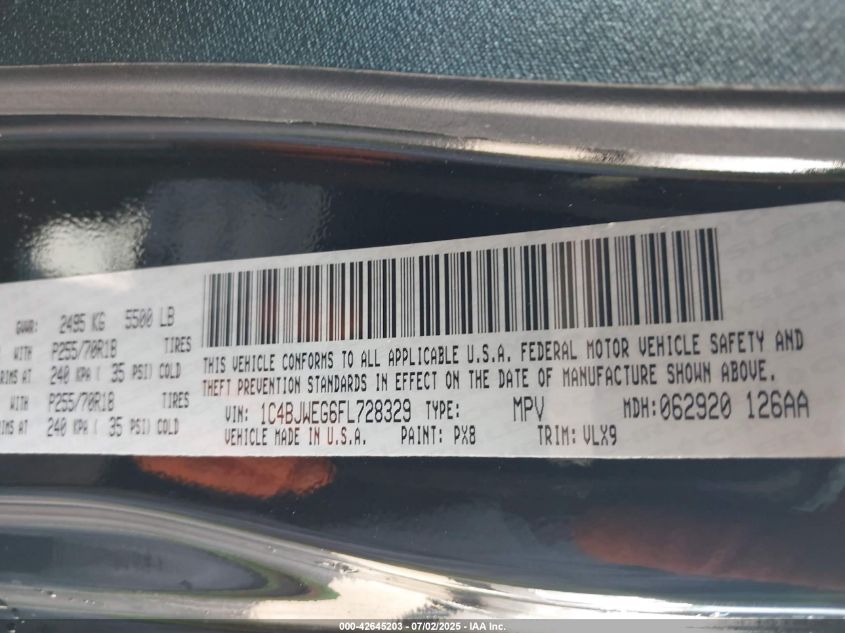 GVWR: 2495 KG 5500 LB
WITH P255/70R18 TIRES
RIMS AT 240 KPA ( 35 PSI) COLD
WITH P255/70R18 TIRES
RIMS AT 240 KPA ( 35 PSI) COLD
THIS VEHICLE CONFORMS TO ALL APPLICABLE U.S.A. FEDERAL MOTOR VEHICLE SAFETY AND
THEFT PREVENTION STANDARDS IN EFFECT ON THE DATE OF MANUFACTURE SHOWN ABOVE.
VIN: 1C4BJWEG6FL728329 TYPE: MPV MDH:062920 126AA
VEHICLE MADE IN U.S.A. PAINT: PX8 TRIM: VLX9
000-42645203 - 07/02/2025 - IAA Inc.